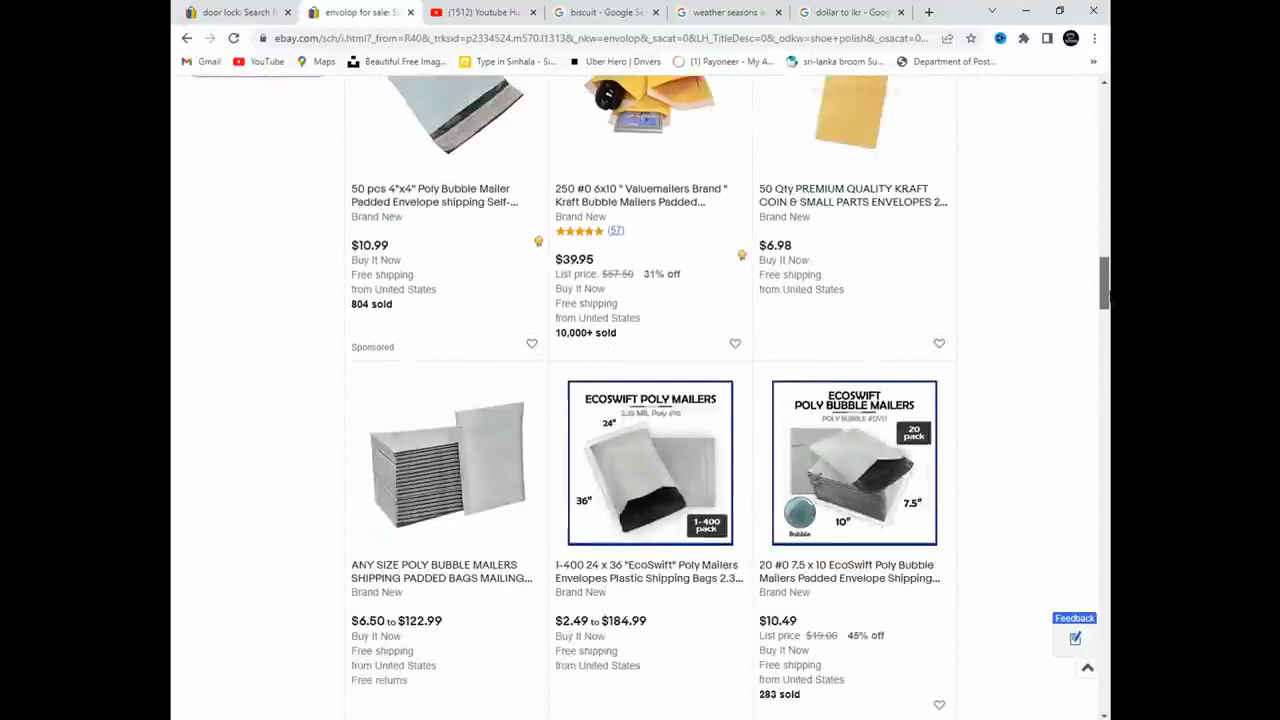 door lock: Search R
envolop for sale: S
(1512) Youtube Hu
biscuit - Google Se
weather seasons in
dollar to lkr - Goog
ebay.com/sch/i.html?_from=R40&_trksid=p2334524.m570.l1313&_nkw=envolop&_sacat=0&LH_TitleDesc=0&_odkw=shoe+polish&_osacat=0...
Gmail
YouTube
Maps
Beautiful Free Imag...
Type in Sinhala - Si...
Uber Hero | Drivers
(1) Payoneer - My A...
sri-lanka broom Su...
Department of Post...
»
50 pcs 4"x4" Poly Bubble Mailer
Padded Envelope shipping Self-...
Brand New
$10.99
Buy It Now
Free shipping
from United States
804 sold
Sponsored
250 #0 6x10 " Valuemailers Brand "
Kraft Bubble Mailers Padded...
Brand New
(57)
$39.95
List price: $57.50 31% off
Buy It Now
Free shipping
from United States
10,000+ sold
50 Qty PREMIUM QUALITY KRAFT
COIN & SMALL PARTS ENVELOPES 2...
Brand New
$6.98
Buy It Now
Free shipping
from United States
ANY SIZE POLY BUBBLE MAILERS
SHIPPING PADDED BAGS MAILING...
Brand New
$6.50 to $122.99
Buy It Now
Free shipping
from United States
Free returns
ECOSWIFT POLY MAILERS
24"
36"
1-400
pack
1-400 24 x 36 "EcoSwift" Poly Mailers
Envelopes Plastic Shipping Bags 2.3...
Brand New
$2.49 to $184.99
Buy It Now
Free shipping
from United States
ECOSWIFT
POLY BUBBLE MAILERS
POLY BUBBLE #DVD
20
pack
7.5"
10"
Bubble
20 #0 7.5 x 10 EcoSwift Poly Bubble
Mailers Padded Envelope Shipping...
Brand New
$10.49
List price: $19.00 45% off
Buy It Now
Free shipping
from United States
283 sold
Feedback